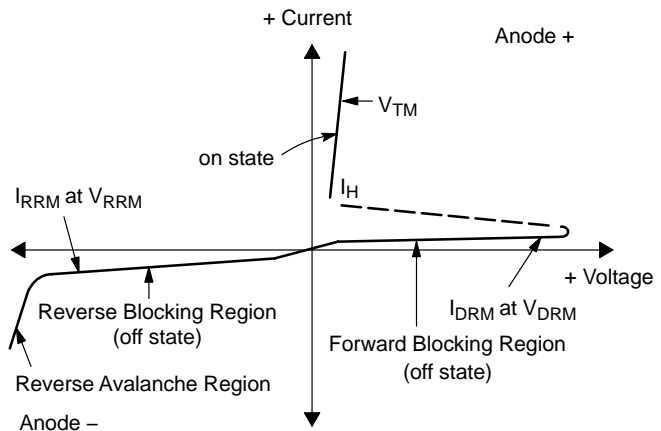 + Current
Anode +
VTM
on state
IH
IRRM at VRRM
+ Voltage
IDRM at VDRM
Reverse Blocking Region
(off state)
Forward Blocking Region
(off state)
Reverse Avalanche Region
Anode –